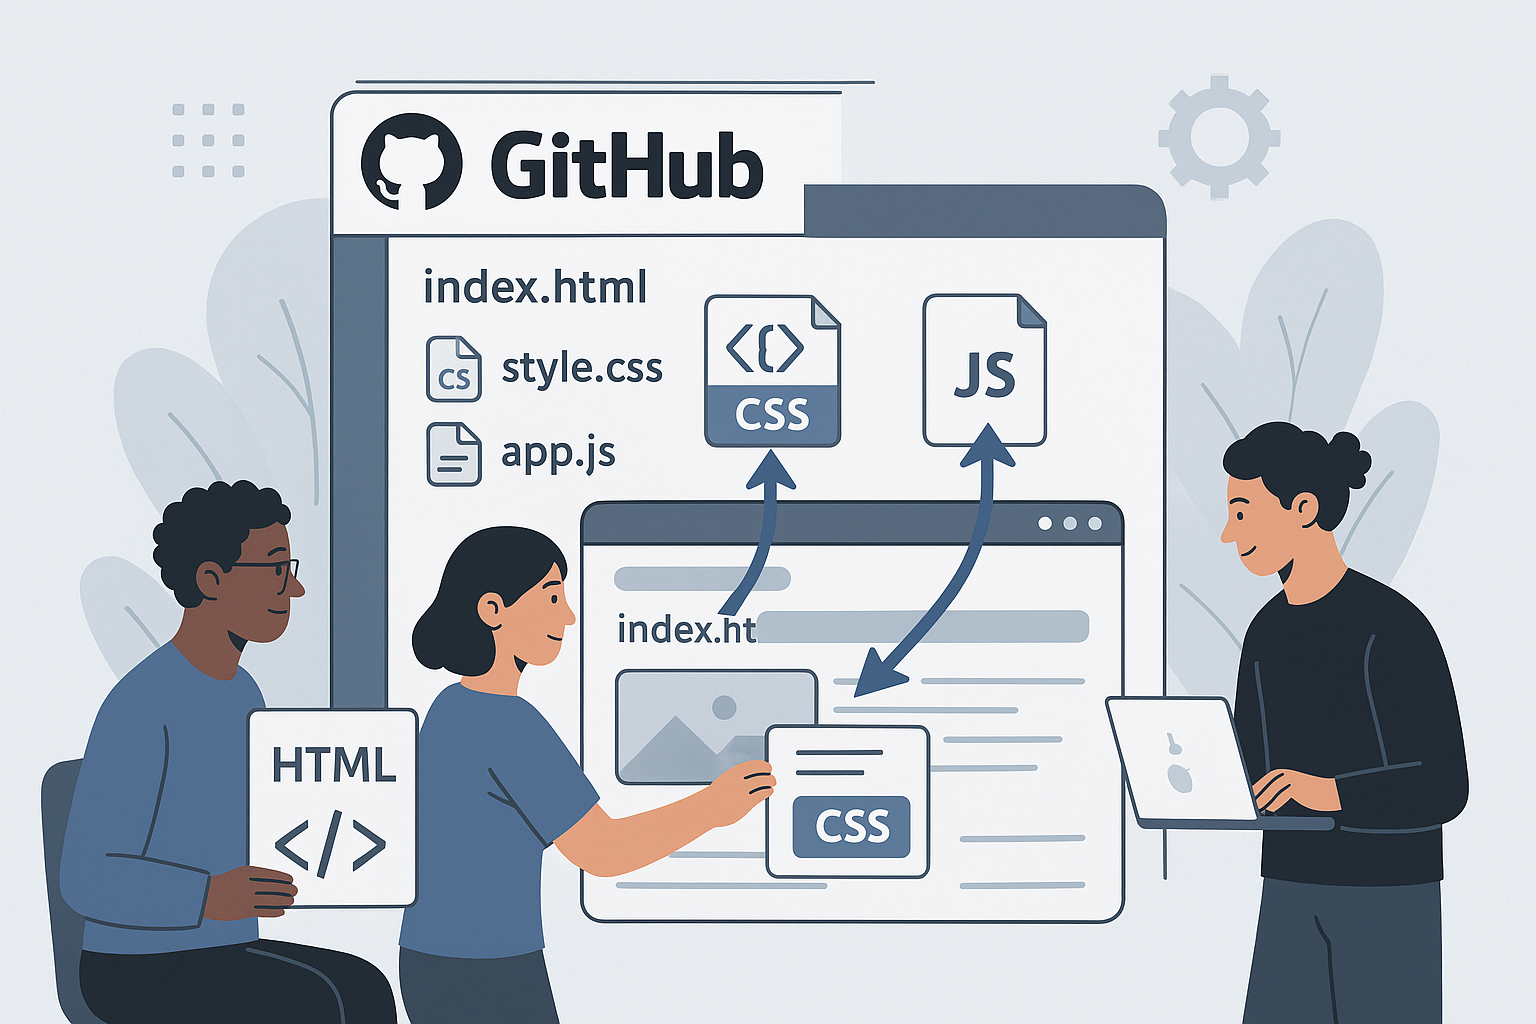 GitHub
index.html
CS
style.css
app.js
<{}>
CSS
JS
index.ht
HTML
</>
CSS